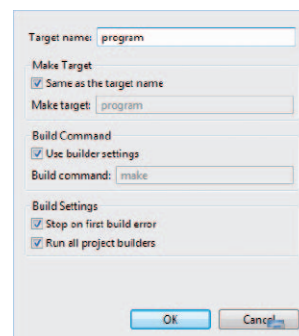 Target name: program
Make Target
Same as the target name
Make target: program
Build Command
Use builder settings
Build command: make
Build Settings
Stop on first build error
Run all project builders
OK Cancel